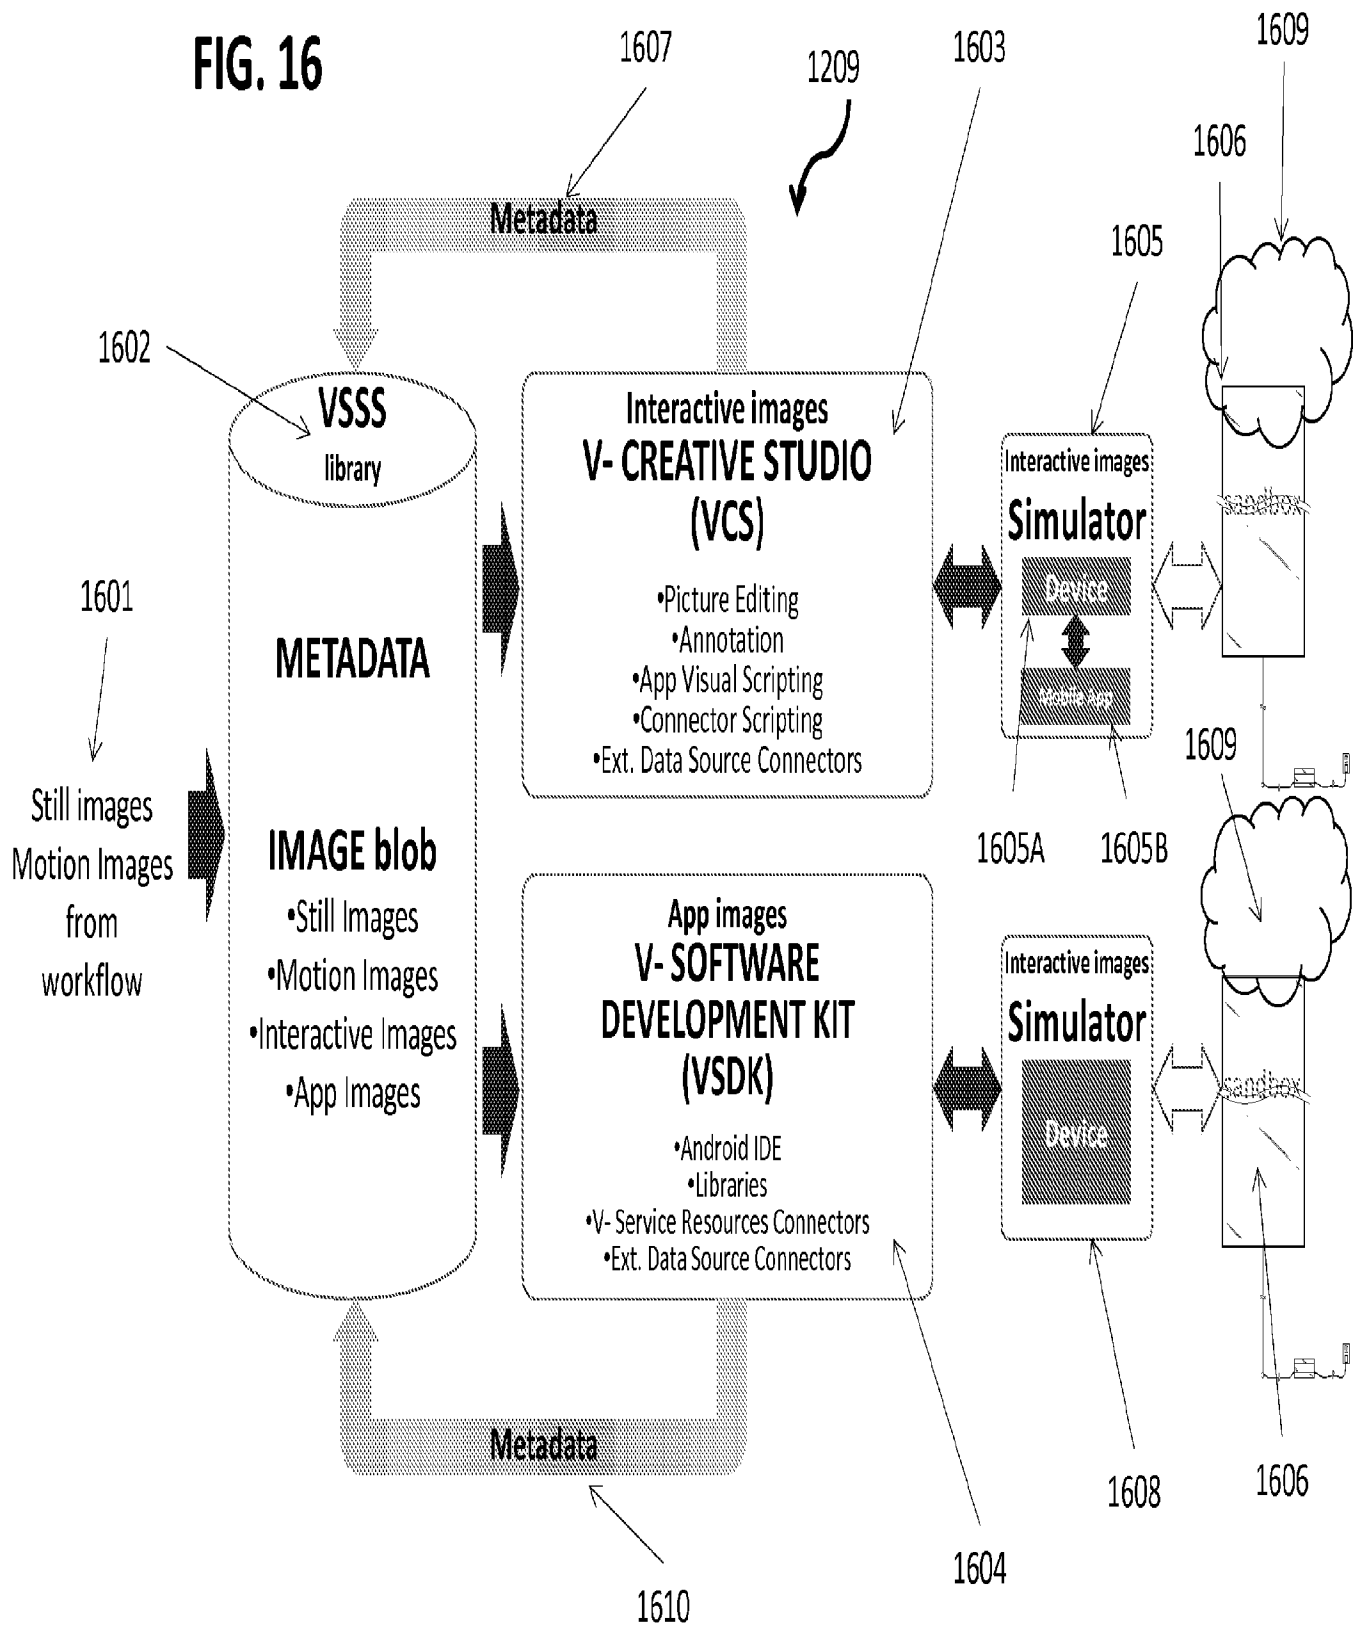 FIG. 16
1607
1209
1603
1609
1606
1605
Metadata
1602
VSSS
library
METADATA
IMAGE blob
•Still Images
•Motion Images
•Interactive Images
•App Images
1601
Still images
Motion Images
from
workflow
Interactive images
V- CREATIVE STUDIO
(VCS)
•Picture Editing
•Annotation
•App Visual Scripting
•Connector Scripting
•Ext. Data Source Connectors
Interactive images
Simulator
Device
Mobile App
sandbox
1605A
1605B
1609
App images
V- SOFTWARE
DEVELOPMENT KIT
(VSDK)
•Android IDE
•Libraries
•V- Service Resources Connectors
•Ext. Data Source Connectors
Interactive images
Simulator
Device
sandbox
Metadata
1610
1604
1608
1606